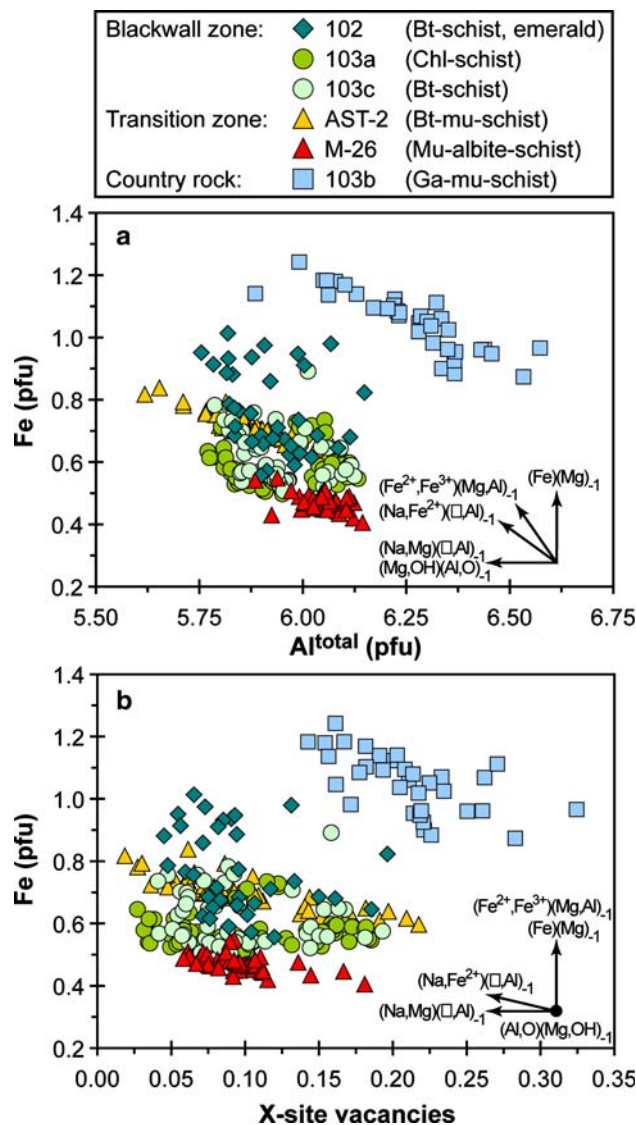 Blackwall zone: 102 (Bt-schist, emerald)
103a (Chl-schist)
103c (Bt-schist)
Transition zone: AST-2 (Bt-mu-schist)
M-26 (Mu-albite-schist)
Country rock: 103b (Ga-mu-schist)
a
1.4
1.2
1.0
0.8
0.6
0.4
0.2
Fe (pfu)
(Fe)(Mg)-1
(Fe2+,Fe3+)(Mg,Al)-1
(Na,Fe2+)(□,Al)-1
(Na,Mg)(□,Al)-1
(Mg,OH)(Al,O)-1
5.50 5.75 6.00 6.25 6.50 6.75
Altotal (pfu)
b
1.4
1.2
1.0
0.8
0.6
0.4
0.2
Fe (pfu)
(Fe2+,Fe3+)(Mg,Al)-1
(Fe)(Mg)-1
(Na,Fe2+)(□,Al)-1
(Na,Mg)(□,Al)-1
(Al,O)(Mg,OH)-1
0.00 0.05 0.10 0.15 0.20 0.25 0.30 0.35
X-site vacancies